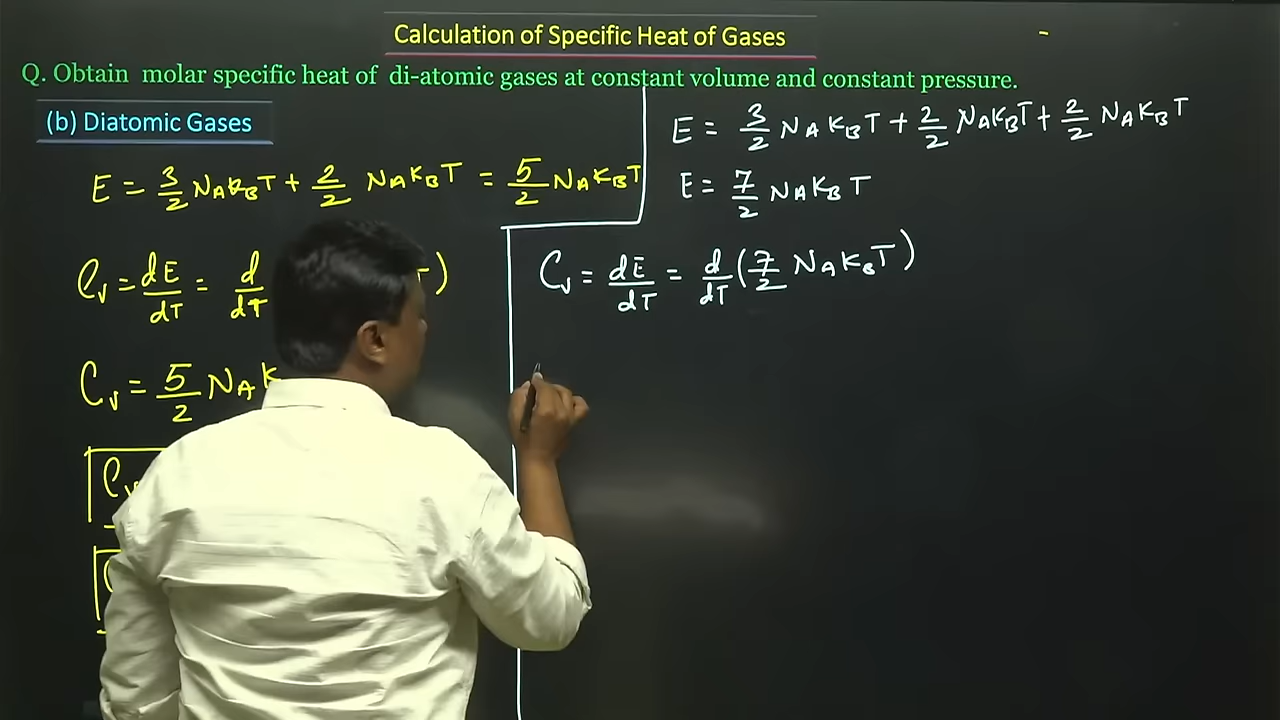 Calculation of Specific Heat of Gases
Q. Obtain molar specific heat of di-atomic gases at constant volume and constant pressure.
(b) Diatomic Gases
E = 3/2 NAKBT + 2/2 NAKBT = 5/2 NAKBT
Cv = dE/dT = d/dT T)
Cv = 5/2 NAK
Cv
E = 3/2 NAKBT + 2/2 NAKBT + 2/2 NAKBT
E = 7/2 NAKBT
Cv = dE/dT = d/dT (7/2 NAKBT)